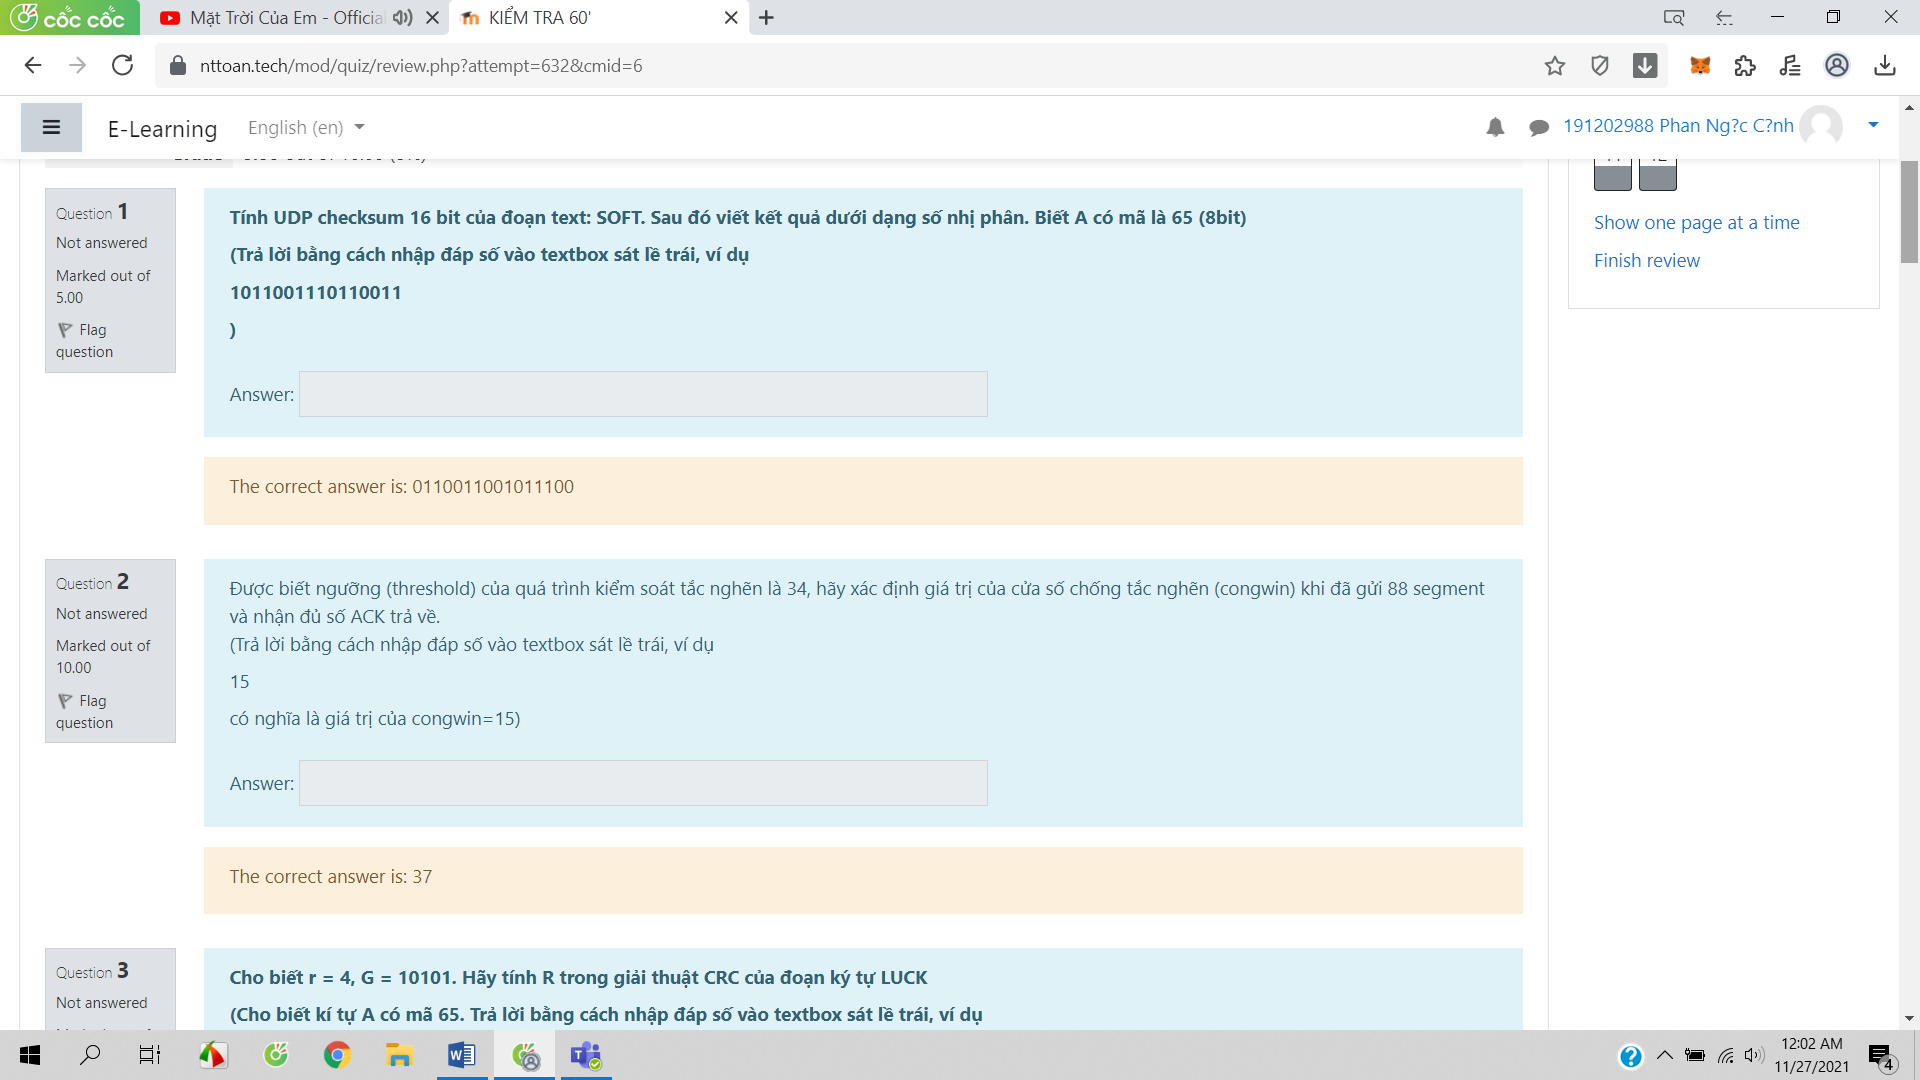 cốc cốc
Mặt Trời Của Em - Official
KIỂM TRA 60'
nttoan.tech/mod/quiz/review.php?attempt=632&cmid=6
E-Learning
English (en)
191202988 Phan Ng?c C?nh
Question 1
Not answered
Marked out of
5.00
Flag
question
Tính UDP checksum 16 bit của đoạn text: SOFT. Sau đó viết kết quả dưới dạng số nhị phân. Biết A có mã là 65 (8bit)
(Trả lời bằng cách nhập đáp số vào textbox sát lề trái, ví dụ
1011001110110011
)
Answer:
The correct answer is: 0110011001011100
Show one page at a time
Finish review
Question 2
Not answered
Marked out of
10.00
Flag
question
Được biết ngưỡng (threshold) của quá trình kiểm soát tắc nghẽn là 34, hãy xác định giá trị của cửa số chống tắc nghẽn (congwin) khi đã gửi 88 segment
và nhận đủ số ACK trả về.
(Trả lời bằng cách nhập đáp số vào textbox sát lề trái, ví dụ
15
có nghĩa là giá trị của congwin=15)
Answer:
The correct answer is: 37
Question 3
Not answered
Cho biết r = 4, G = 10101. Hãy tính R trong giải thuật CRC của đoạn ký tự LUCK
(Cho biết kí tự A có mã 65. Trả lời bằng cách nhập đáp số vào textbox sát lề trái, ví dụ
12:02 AM
11/27/2021
4